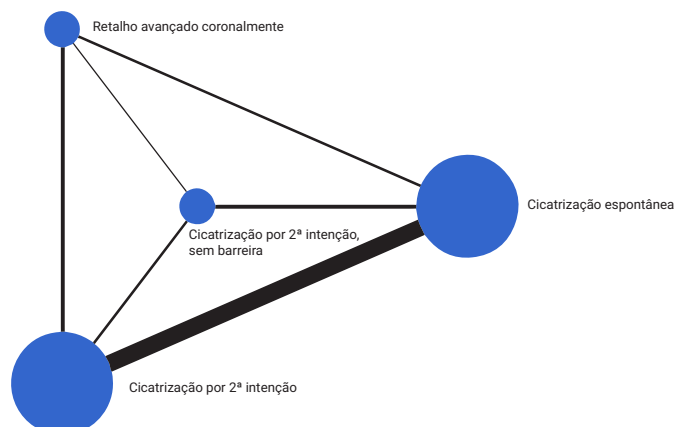 Retalho avançado coronalmente
Cicatrização espontânea
Cicatrização por 2ª intenção,
sem barreira
Cicatrização por 2ª intenção